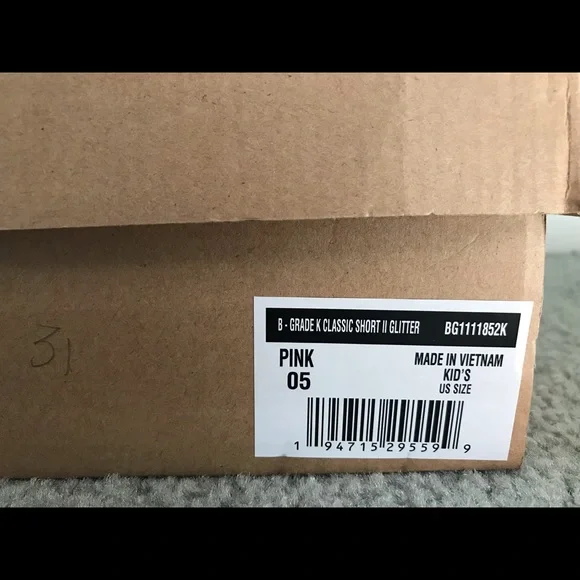 31
B - GRADE K CLASSIC SHORT II GLITTER BG1111852K
PINK MADE IN VIETNAM
05 KID'S
US SIZE
1 94715 29559 9